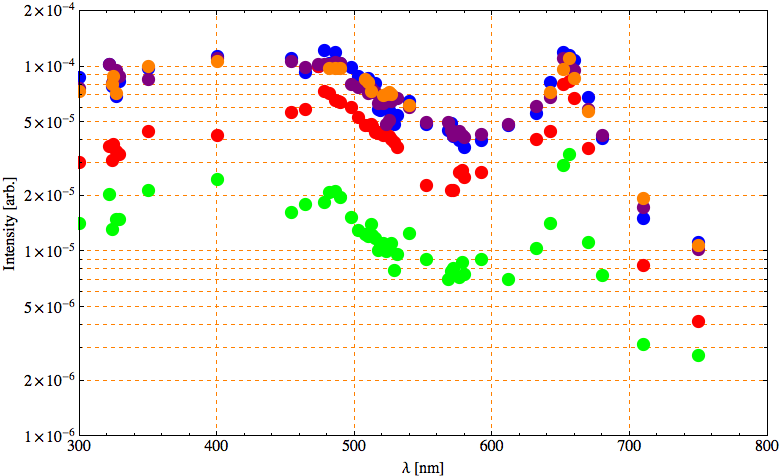 2×10⁻⁴
1×10⁻⁴
5×10⁻⁵
2×10⁻⁵
1×10⁻⁵
5×10⁻⁶
2×10⁻⁶
1×10⁻⁶
Intensity [arb.]
300 400 500 600 700 800
λ [nm]